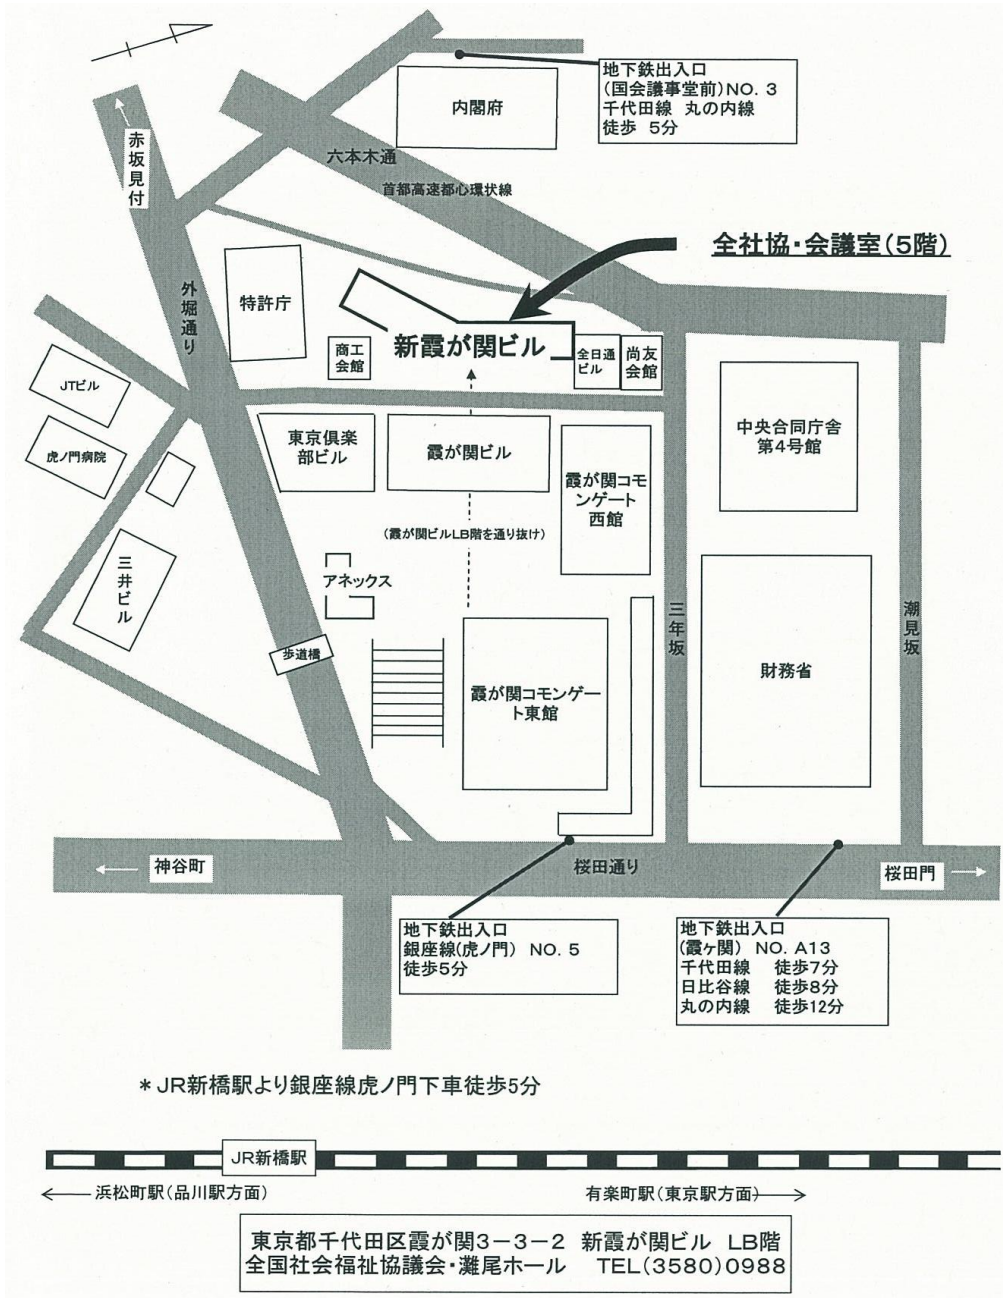 地下鉄出入口
(国会議事堂前)NO. 3
千代田線 丸の内線
徒歩 5分
内閣府
赤坂見付
六本木通
首都高速都心環状線
全社協・会議室(5階)
外堀通り
特許庁
商工
会館
新霞が関ビル
全日通
ビル
尚友
会館
JTビル
虎ノ門病院
東京倶楽
部ビル
霞が関ビル
霞が関コモ
ンゲート
西館
中央合同庁舎
第4号館
(霞が関ビルLB階を通り抜け)
三井ビル
アネックス
歩道橋
霞が関コモンゲー
ト東館
三年坂
財務省
潮見坂
神谷町
桜田通り
桜田門
地下鉄出入口
銀座線(虎ノ門) NO. 5
徒歩5分
地下鉄出入口
(霞ヶ関) NO. A13
千代田線 徒歩7分
日比谷線 徒歩8分
丸の内線 徒歩12分
*JR新橋駅より銀座線虎ノ門下車徒歩5分
JR新橋駅
浜松町駅(品川駅方面)
有楽町駅(東京駅方面)
東京都千代田区霞が関3-3-2 新霞が関ビル LB階
全国社会福祉協議会・灘尾ホール TEL(3580)0988